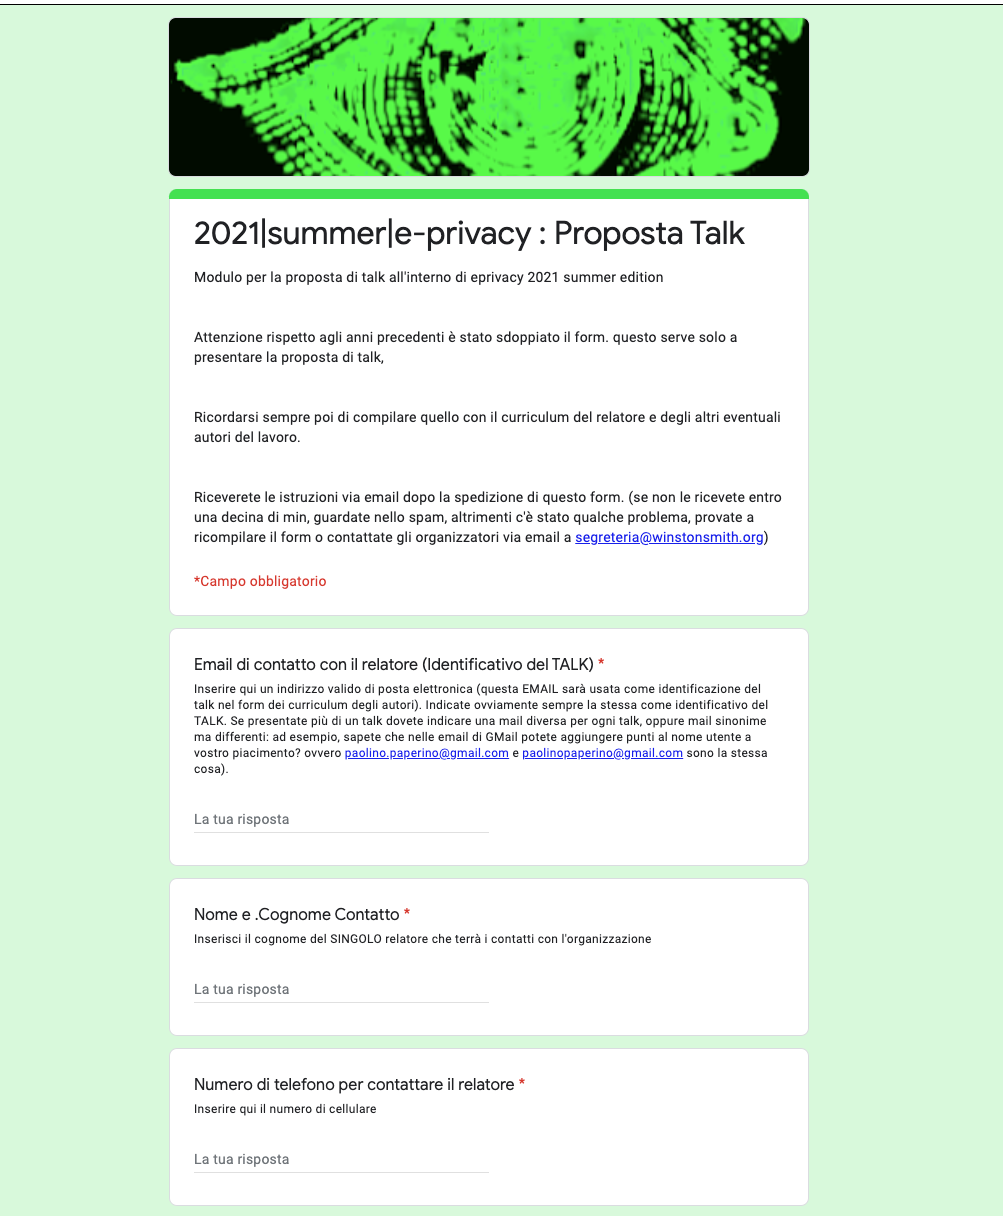 2021|summer|e-privacy : Proposta Talk
Modulo per la proposta di talk all'interno di eprivacy 2021 summer edition
Attenzione rispetto agli anni precedenti è stato sdoppiato il form. questo serve solo a
presentare la proposta di talk,
Ricordarsi sempre poi di compilare quello con il curriculum del relatore e degli altri eventuali
autori del lavoro.
Riceverete le istruzioni via email dopo la spedizione di questo form. (se non le ricevete entro
una decina di min, guardate nello spam, altrimenti c'è stato qualche problema, provate a
ricompilare il form o contattate gli organizzatori via email a segreteria@winstonsmith.org)
*Campo obbligatorio
Email di contatto con il relatore (Identificativo del TALK) *
Inserire qui un indirizzo valido di posta elettronica (questa EMAIL sarà usata come identificazione del
talk nel form dei curriculum degli autori). Indicate ovviamente sempre la stessa come identificativo del
TALK. Se presentate più di un talk dovete indicare una mail diversa per ogni talk, oppure mail sinonime
ma differenti: ad esempio, sapete che nelle email di GMail potete aggiungere punti al nome utente a
vostro piacimento? ovvero paolino.paperino@gmail.com e paolinopaperino@gmail.com sono la stessa
cosa).
La tua risposta
Nome e .Cognome Contatto *
Inserisci il cognome del SINGOLO relatore che terrà i contatti con l'organizzazione
La tua risposta
Numero di telefono per contattare il relatore *
Inserire qui il numero di cellulare
La tua risposta